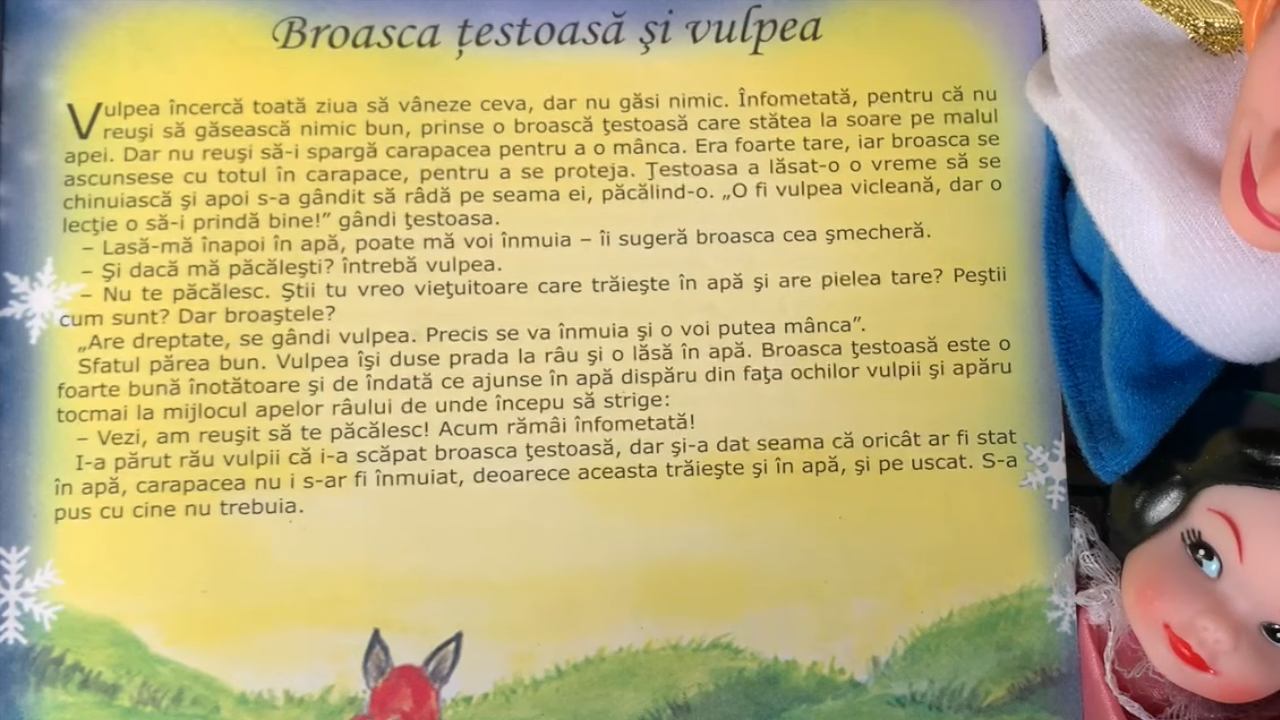 Broasca țestoasă şi vulpea
Vulpea încercă toată ziua să vâneze ceva, dar nu găsi nimic. Înfometată, pentru că nu
reuşi să găsească nimic bun, prinse o broască ţestoasă care stătea la soare pe malul
apei. Dar nu reuşi să-i spargă carapacea pentru a o mânca. Era foarte tare, iar broasca se
ascunsese cu totul în carapace, pentru a se proteja. Ţestoasa a lăsat-o o vreme să se
chinuiască şi apoi s-a gândit să râdă pe seama ei, păcălind-o. „O fi vulpea vicleană, dar o
lecţie o să-i prindă bine!” gândi ţestoasa.
– Lasă-mă înapoi în apă, poate mă voi înmuia – îi sugeră broasca cea şmecheră.
– Şi dacă mă păcăleşti? întrebă vulpea.
– Nu te păcălesc. Ştii tu vreo vieţuitoare care trăieşte în apă şi are pielea tare? Peştii
cum sunt? Dar broaştele?
„Are dreptate, se gândi vulpea. Precis se va înmuia şi o voi putea mânca”.
Sfatul părea bun. Vulpea îşi duse prada la râu şi o lăsă în apă. Broasca ţestoasă este o
foarte bună înotătoare şi de îndată ce ajunse în apă dispăru din faţa ochilor vulpii şi apăru
tocmai la mijlocul apelor râului de unde începu să strige:
– Vezi, am reuşit să te păcălesc! Acum rămâi înfometată!
I-a părut rău vulpii că i-a scăpat broasca ţestoasă, dar şi-a dat seama că oricât ar fi stat
în apă, carapacea nu i s-ar fi înmuiat, deoarece aceasta trăieşte şi în apă, şi pe uscat. S-a
pus cu cine nu trebuia.